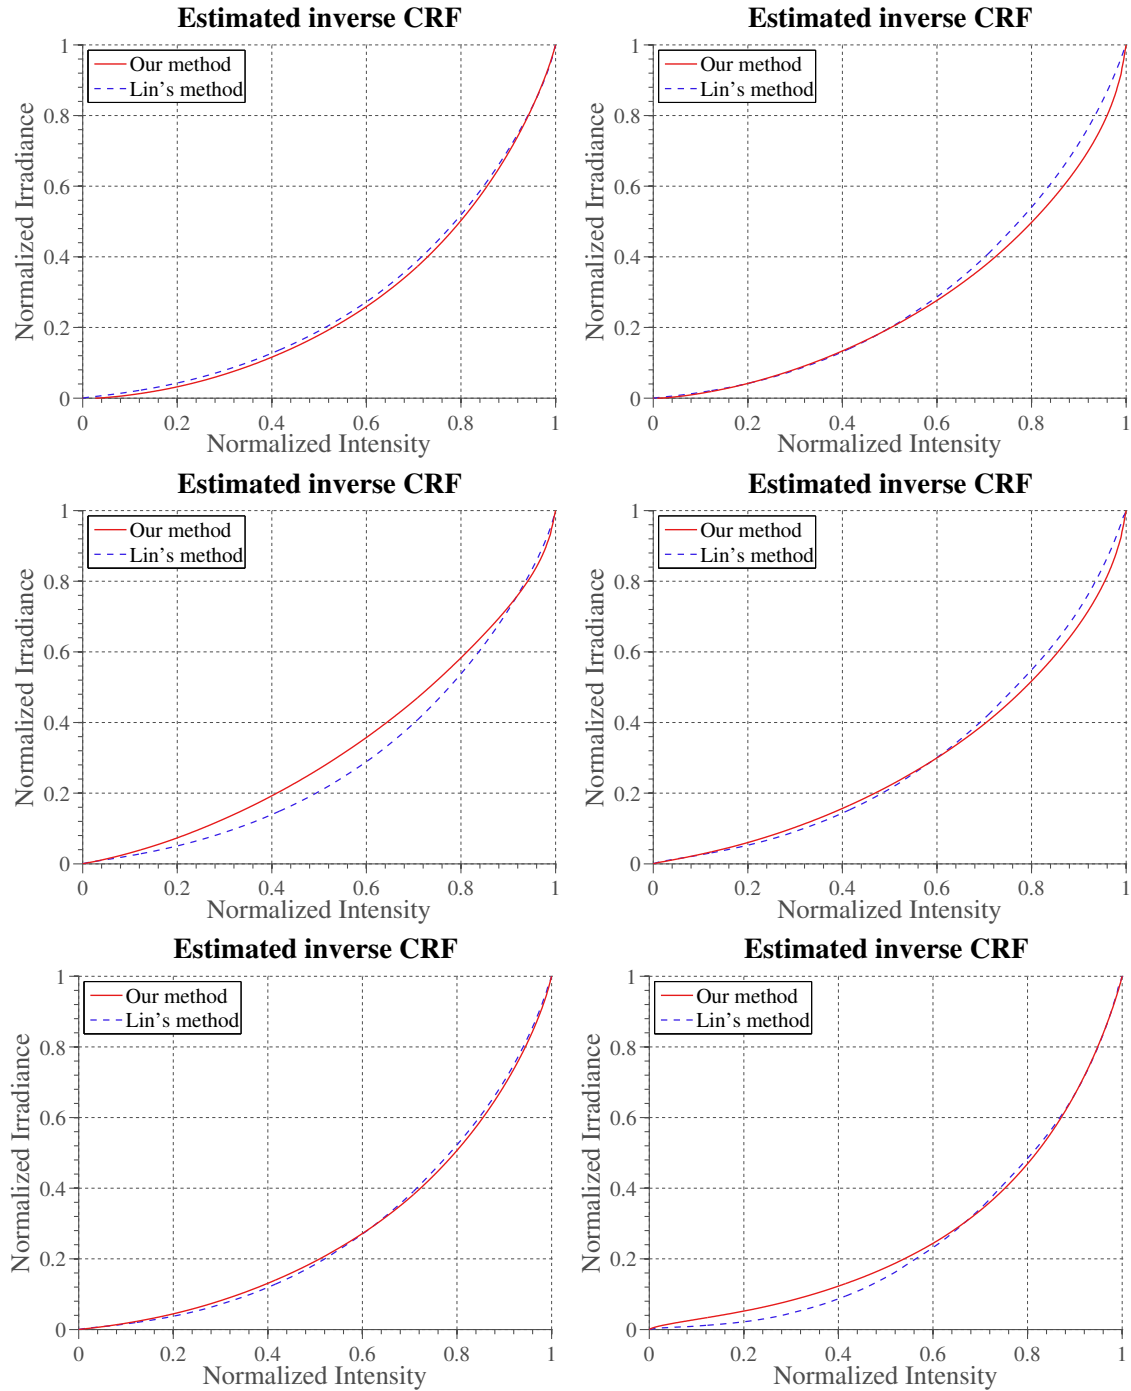 Estimated inverse CRF
Our method
Lin's method
Normalized Irradiance
1
0.8
0.6
0.4
0.2
0
0 0.2 0.4 0.6 0.8 1
Normalized Intensity
Estimated inverse CRF
Our method
Lin's method
Normalized Irradiance
1
0.8
0.6
0.4
0.2
0
0 0.2 0.4 0.6 0.8 1
Normalized Intensity
Estimated inverse CRF
Our method
Lin's method
Normalized Irradiance
1
0.8
0.6
0.4
0.2
0
0 0.2 0.4 0.6 0.8 1
Normalized Intensity
Estimated inverse CRF
Our method
Lin's method
Normalized Irradiance
1
0.8
0.6
0.4
0.2
0
0 0.2 0.4 0.6 0.8 1
Normalized Intensity
Estimated inverse CRF
Our method
Lin's method
Normalized Irradiance
1
0.8
0.6
0.4
0.2
0
0 0.2 0.4 0.6 0.8 1
Normalized Intensity
Estimated inverse CRF
Our method
Lin's method
Normalized Irradiance
1
0.8
0.6
0.4
0.2
0
0 0.2 0.4 0.6 0.8 1
Normalized Intensity